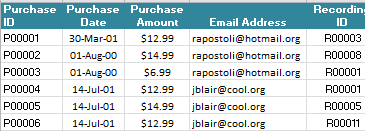 Purchase ID Purchase Date Purchase Amount Email Address Recording ID
P00001 30-Mar-01 $12.99 rapostoli@hotmail.org R00003
P00002 01-Aug-00 $14.99 rapostoli@hotmail.org R00008
P00003 01-Aug-00 $6.99 rapostoli@hotmail.org R00001
P00004 14-Jul-01 $12.99 jblair@cool.org R00001
P00005 14-Jul-01 $14.99 jblair@cool.org R00005
P00006 14-Jul-01 $12.99 jblair@cool.org R00011